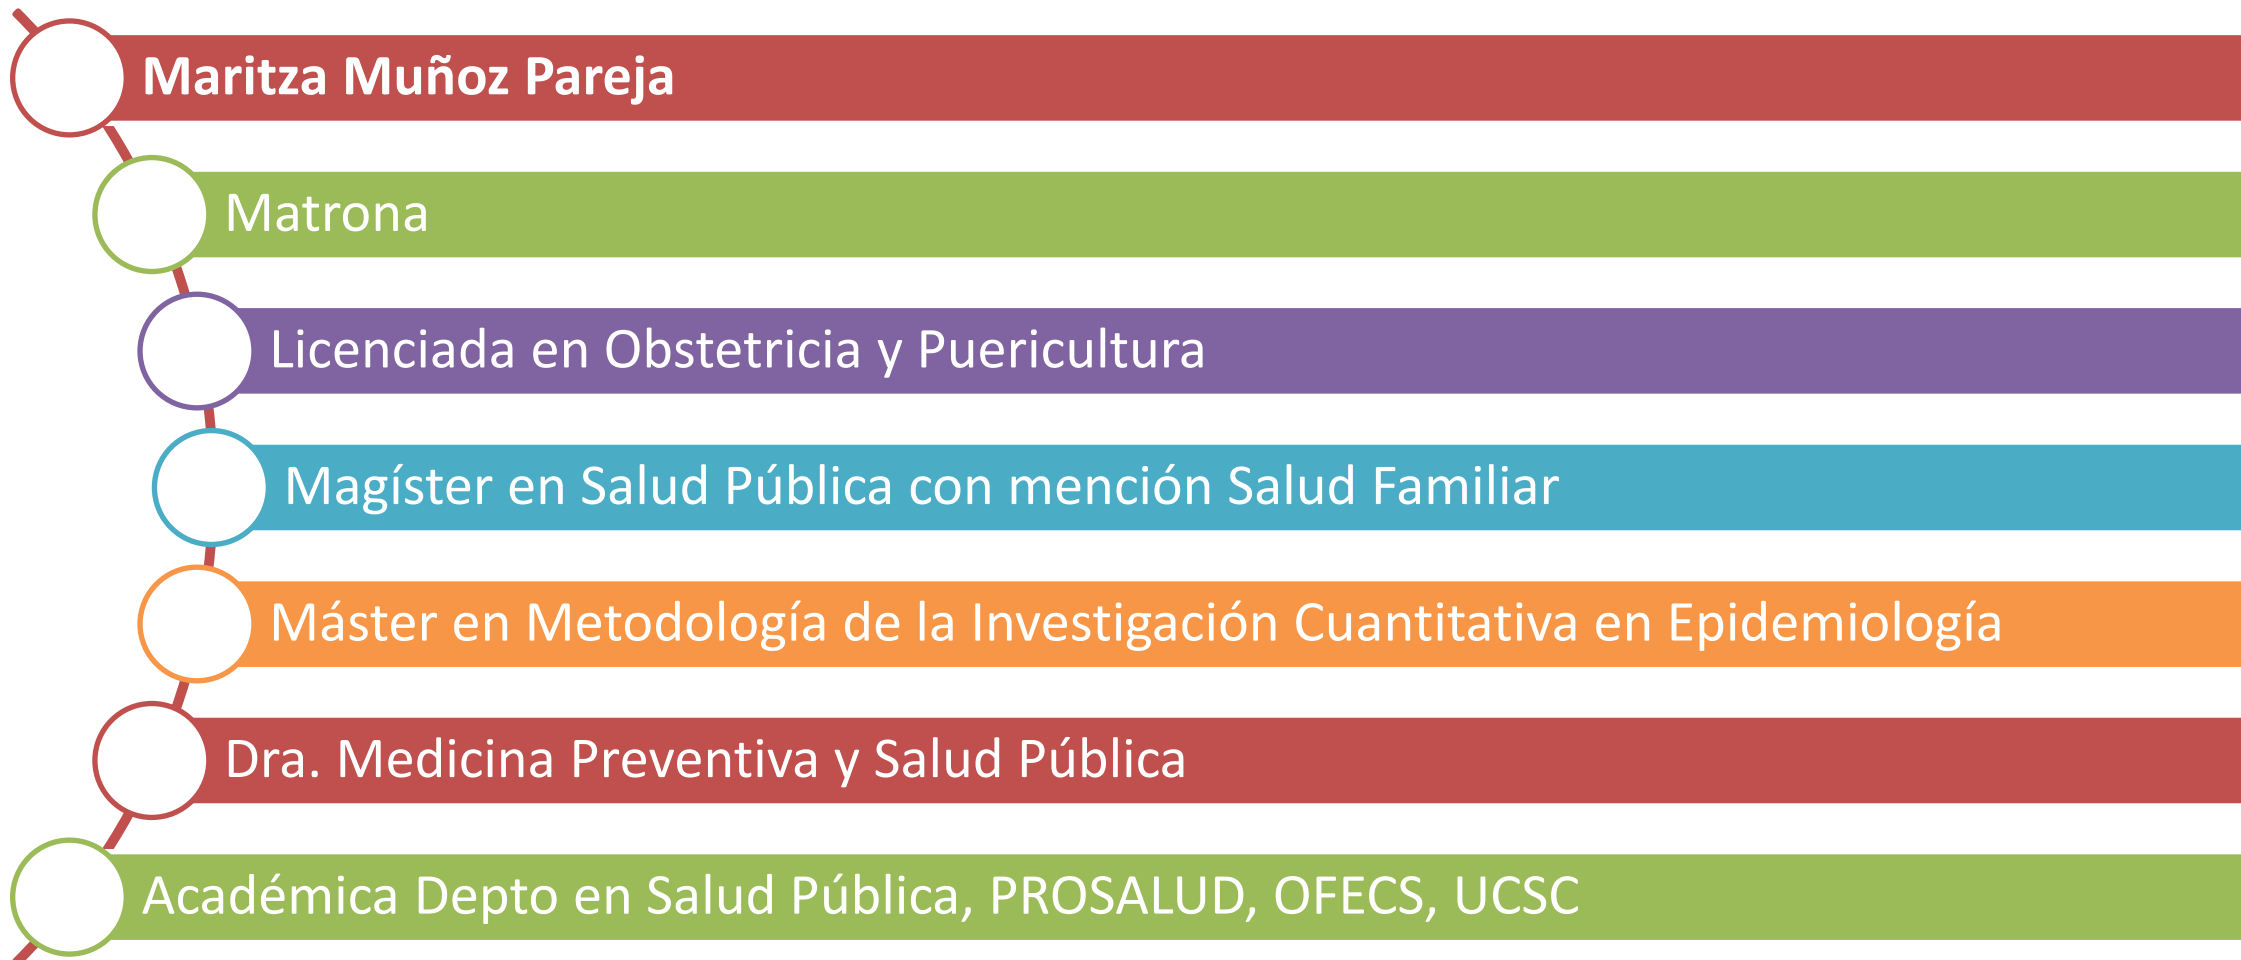 Maritza Muñoz Pareja
Matrona
Licenciada en Obstetricia y Puericultura
Magíster en Salud Pública con mención Salud Familiar
Máster en Metodología de la Investigación Cuantitativa en Epidemiología
Dra. Medicina Preventiva y Salud Pública
Académica Depto en Salud Pública, PROSALUD, OFECS, UCSC